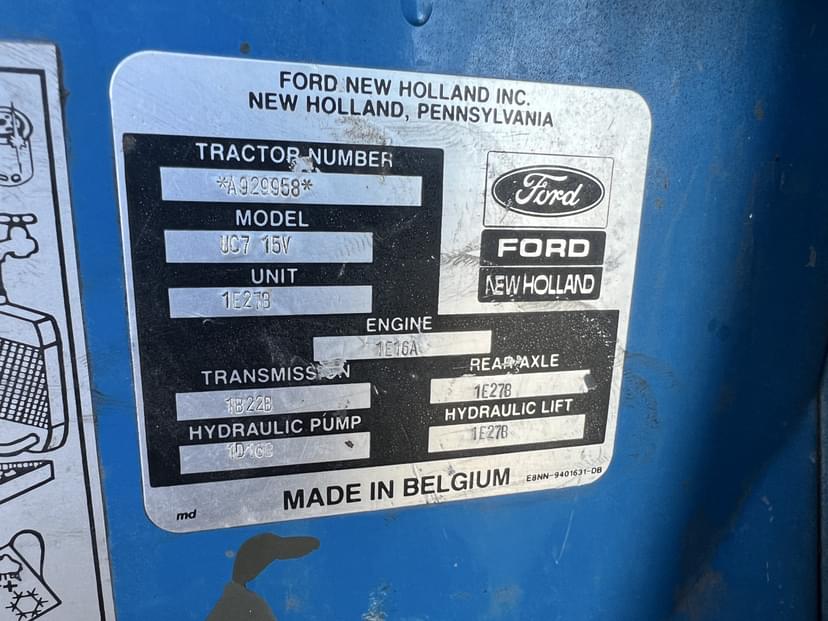 FORD NEW HOLLAND INC.
NEW HOLLAND, PENNSYLVANIA
TRACTOR NUMBER
*A929958*
MODEL
UC7 15V
UNIT
1E27B
Ford
FORD
NEW HOLLAND
ENGINE
1E16A
TRANSMISSION
1B22B
REAR AXLE
1E27B
HYDRAULIC PUMP
HYDRAULIC LIFT
1E27B
MADE IN BELGIUM
E8NN-9401631-DB
md